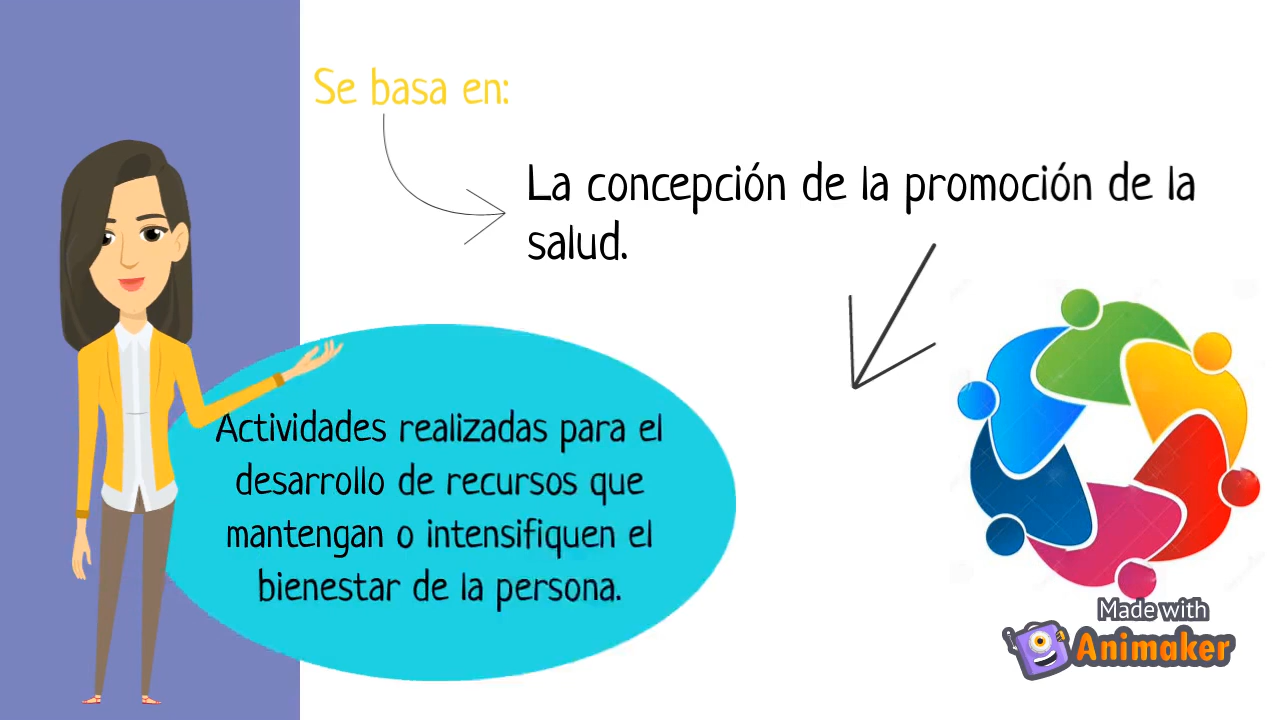 Se basa en:
La concepción de la promoción de la
salud.
Actividades realizadas para el
desarrollo de recursos que
mantengan o intensifiquen el
bienestar de la persona.
Made with
Animaker